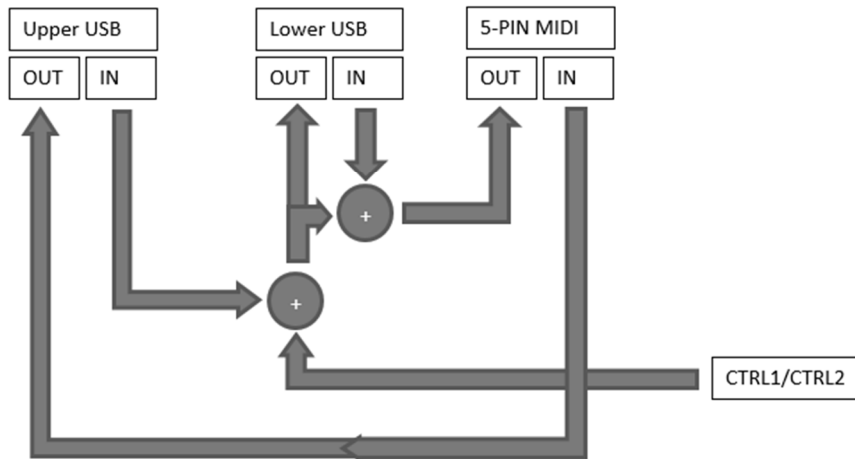 Upper USB
Lower USB
5-PIN MIDI
OUT
IN
OUT
IN
OUT
IN
+
+
CTRL1/CTRL2